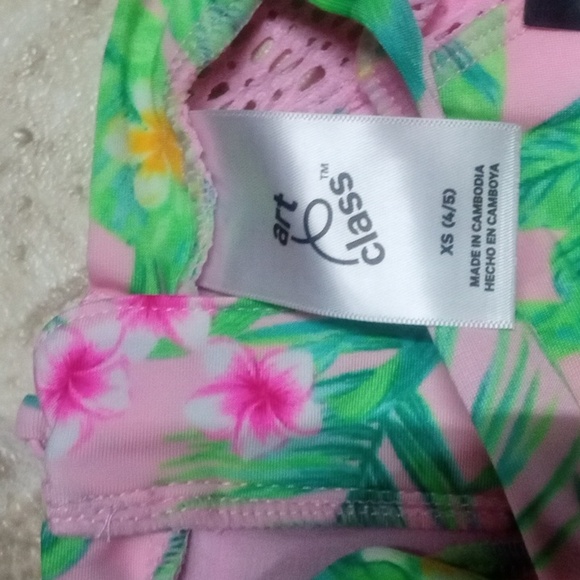 art
class™
XS (4/5)
MADE IN CAMBODIA
HECHO EN CAMBOYA